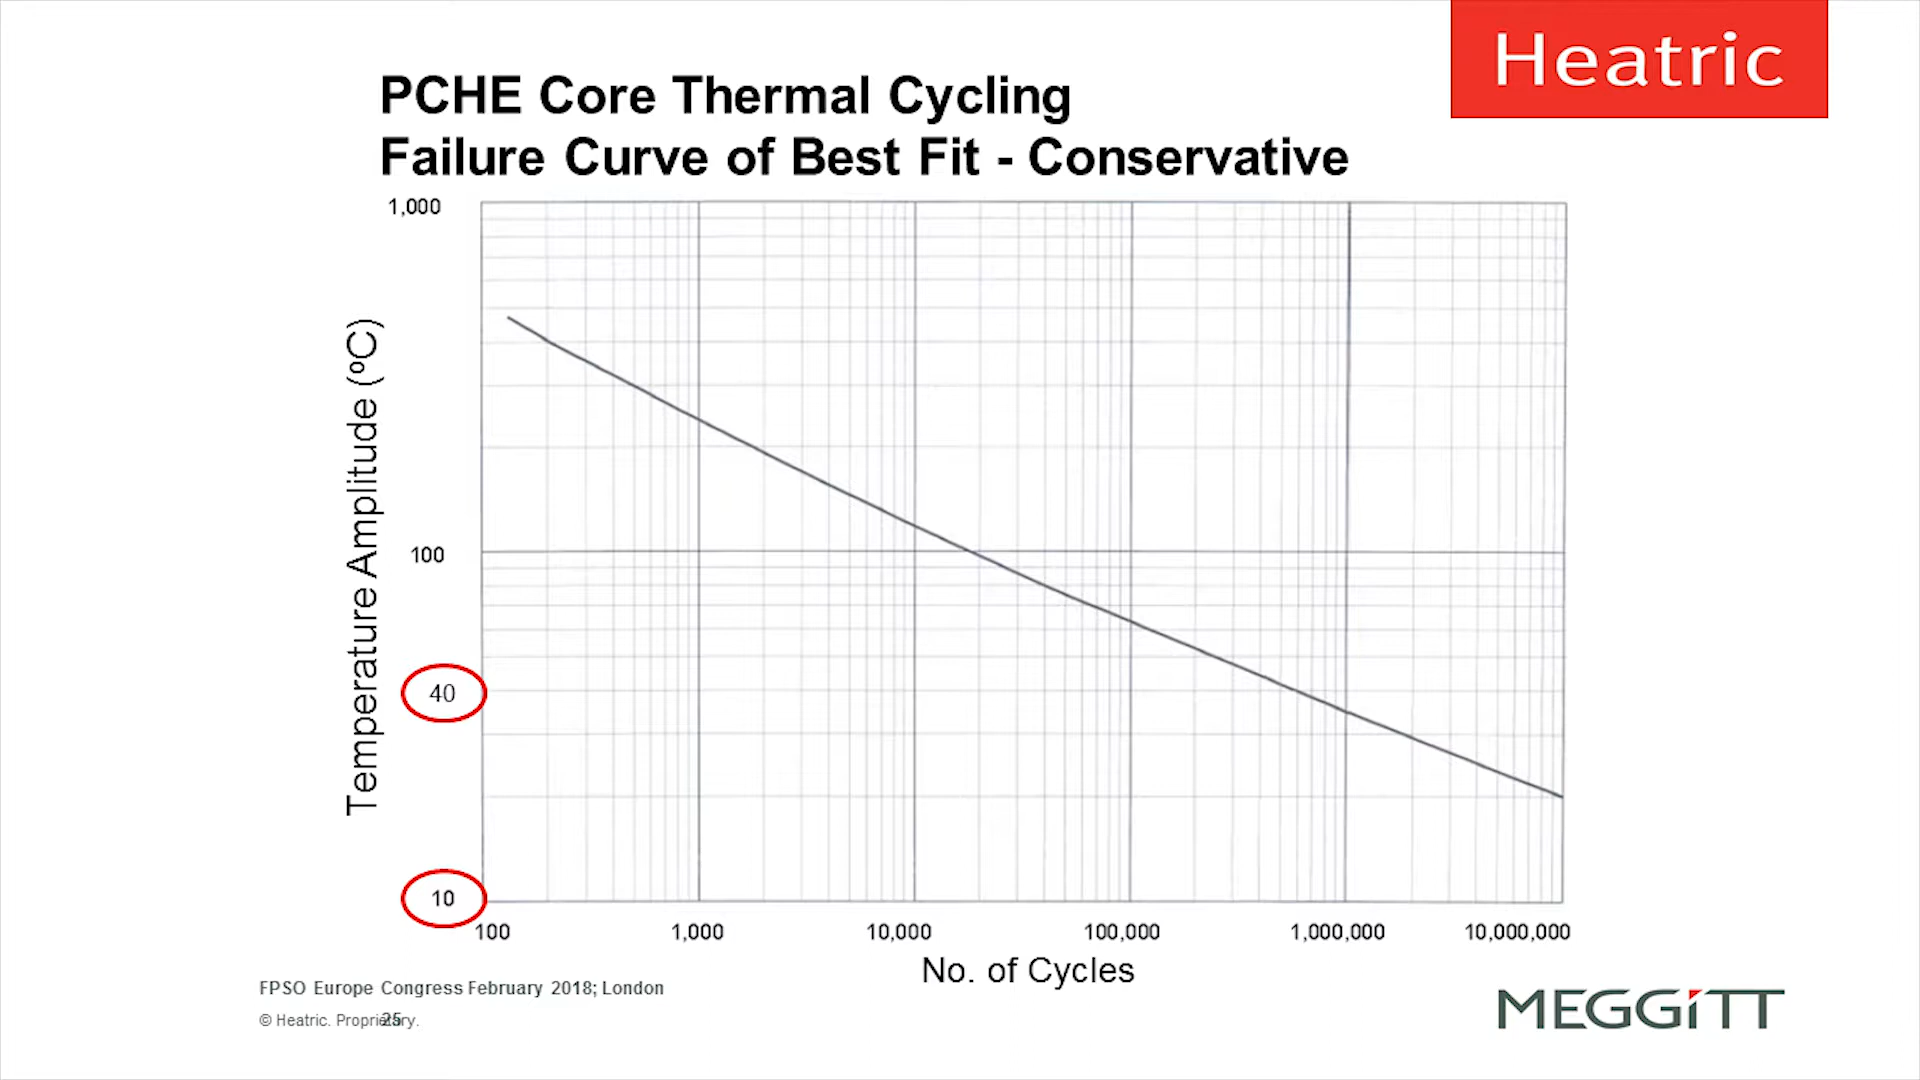 Heatric
PCHE Core Thermal Cycling
Failure Curve of Best Fit - Conservative
1,000
100
40
10
Temperature Amplitude (ºC)
100
1,000
10,000
100,000
1,000,000
10,000,000
No. of Cycles
FPSO Europe Congress February 2018; London
© Heatric. Proprietary.
25
MEGGITT